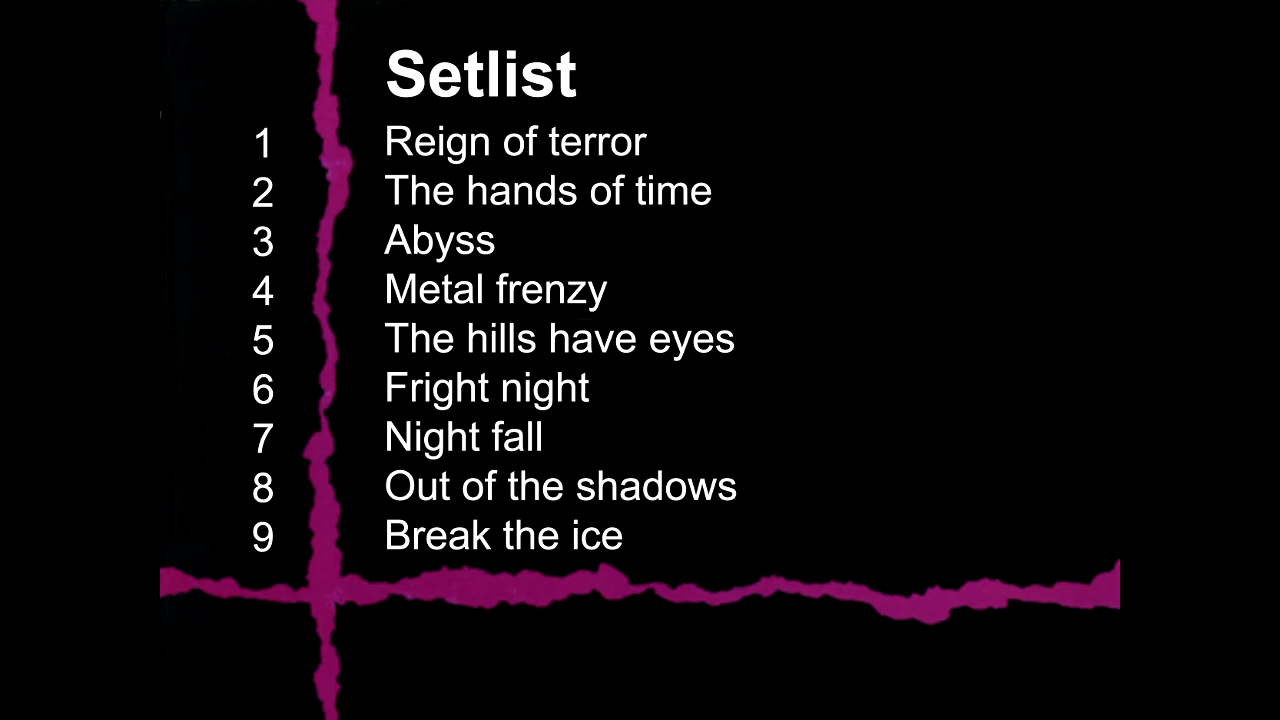 Setlist
1 Reign of terror
2 The hands of time
3 Abyss
4 Metal frenzy
5 The hills have eyes
6 Fright night
7 Night fall
8 Out of the shadows
9 Break the ice